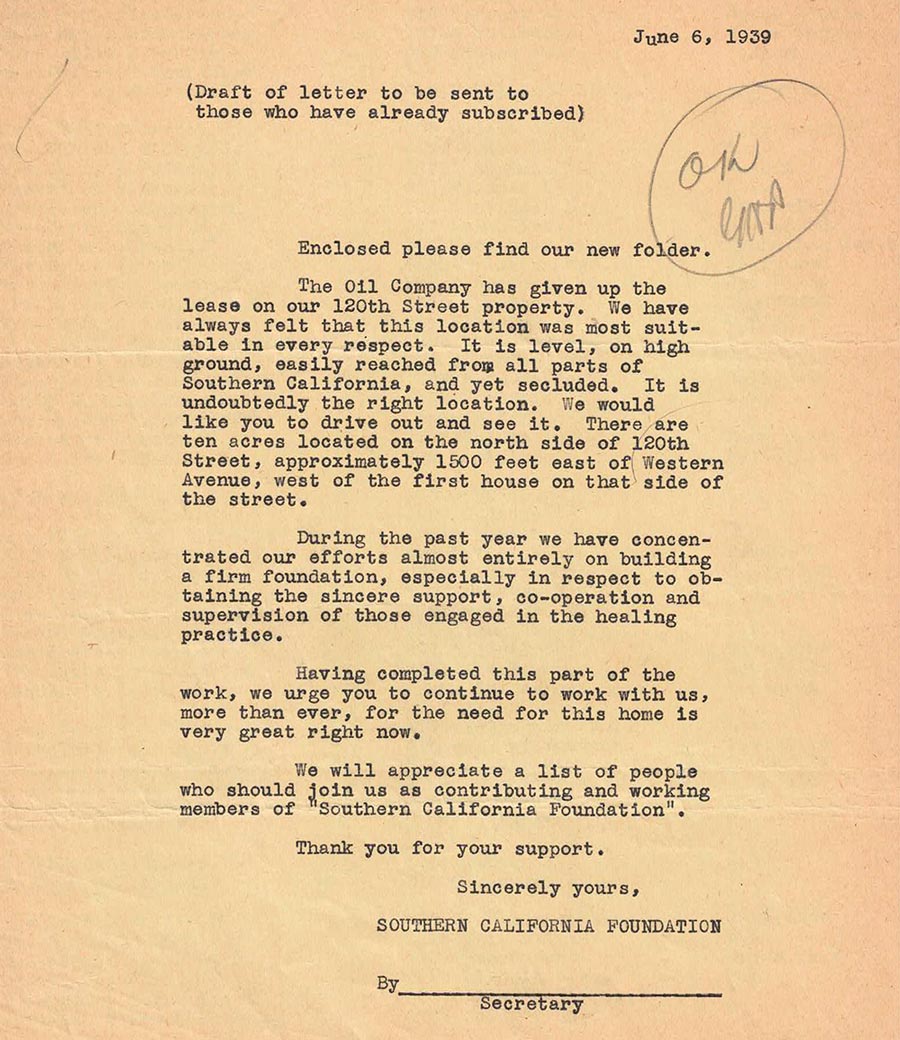 June 6, 1939
(Draft of letter to be sent to
those who have already subscribed)
OK
Enclosed please find our new folder.
The Oil Company has given up the
lease on our 120th Street property. We have
always felt that this location was most suit-
able in every respect. It is level, on high
ground, easily reached from all parts of
Southern California, and yet secluded. It is
undoubtedly the right location. We would
like you to drive out and see it. There are
ten acres located on the north side of 120th
Street, approximately 1500 feet east of Western
Avenue, west of the first house on that side of
the street.
During the past year we have concen-
trated our efforts almost entirely on building
a firm foundation, especially in respect to ob-
taining the sincere support, co-operation and
supervision of those engaged in the healing
practice.
Having completed this part of the
work, we urge you to continue to work with us,
more than ever, for the need for this home is
very great right now.
We will appreciate a list of people
who should join us as contributing and working
members of "Southern California Foundation".
Thank you for your support.
Sincerely yours,
SOUTHERN CALIFORNIA FOUNDATION
By
Secretary